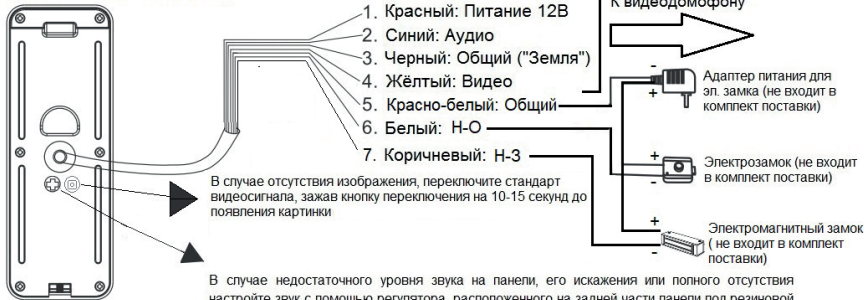 К видеодомофону
1. Красный: Питание 12В
2. Синий: Аудио
3. Черный: Общий ("Земля")
4. Жёлтый: Видео
5. Красно-белый: Общий
6. Белый: Н-О
7. Коричневый: Н-З
-
+
Адаптер питания для
эл. замка (не входит в
комплект поставки)
+
-
Электрозамок (не входит
в комплект поставки)
+
-
Электромагнитный замок
( не входит в комплект
поставки)
В случае отсутствия изображения, переключите стандарт
видеосигнала, зажав кнопку переключения на 10-15 секунд до
появления картинки
В случае недостаточного уровня звука на панели, его искажения или полного отсутствия
настройте звук с помощью регулятора, расположенного на задней части панели под резиновой